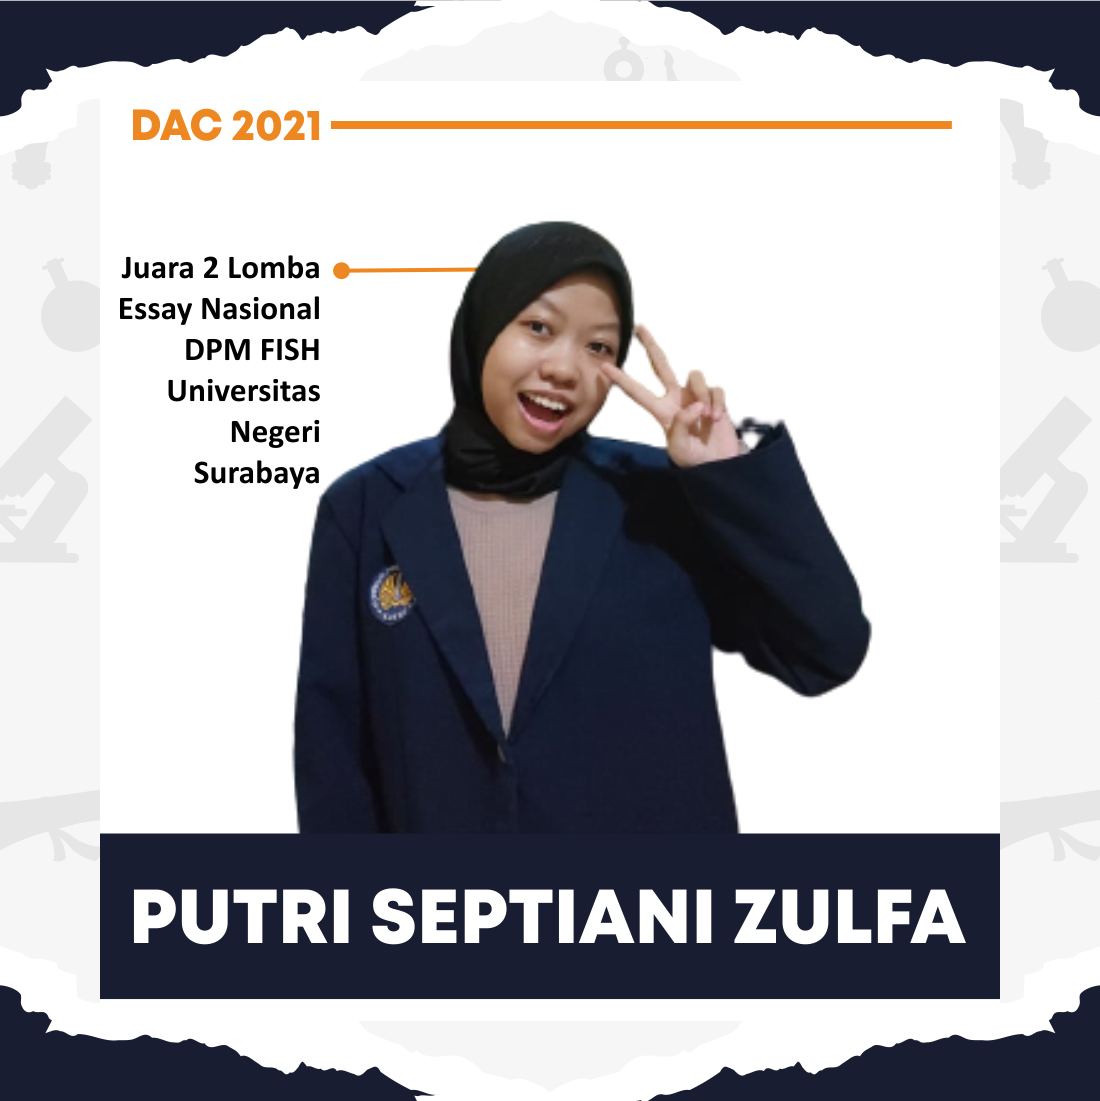 DAC 2021
Juara 2 Lomba
Essay Nasional
DPM FISH
Universitas
Negeri
Surabaya
PUTRI SEPTIANI ZULFA